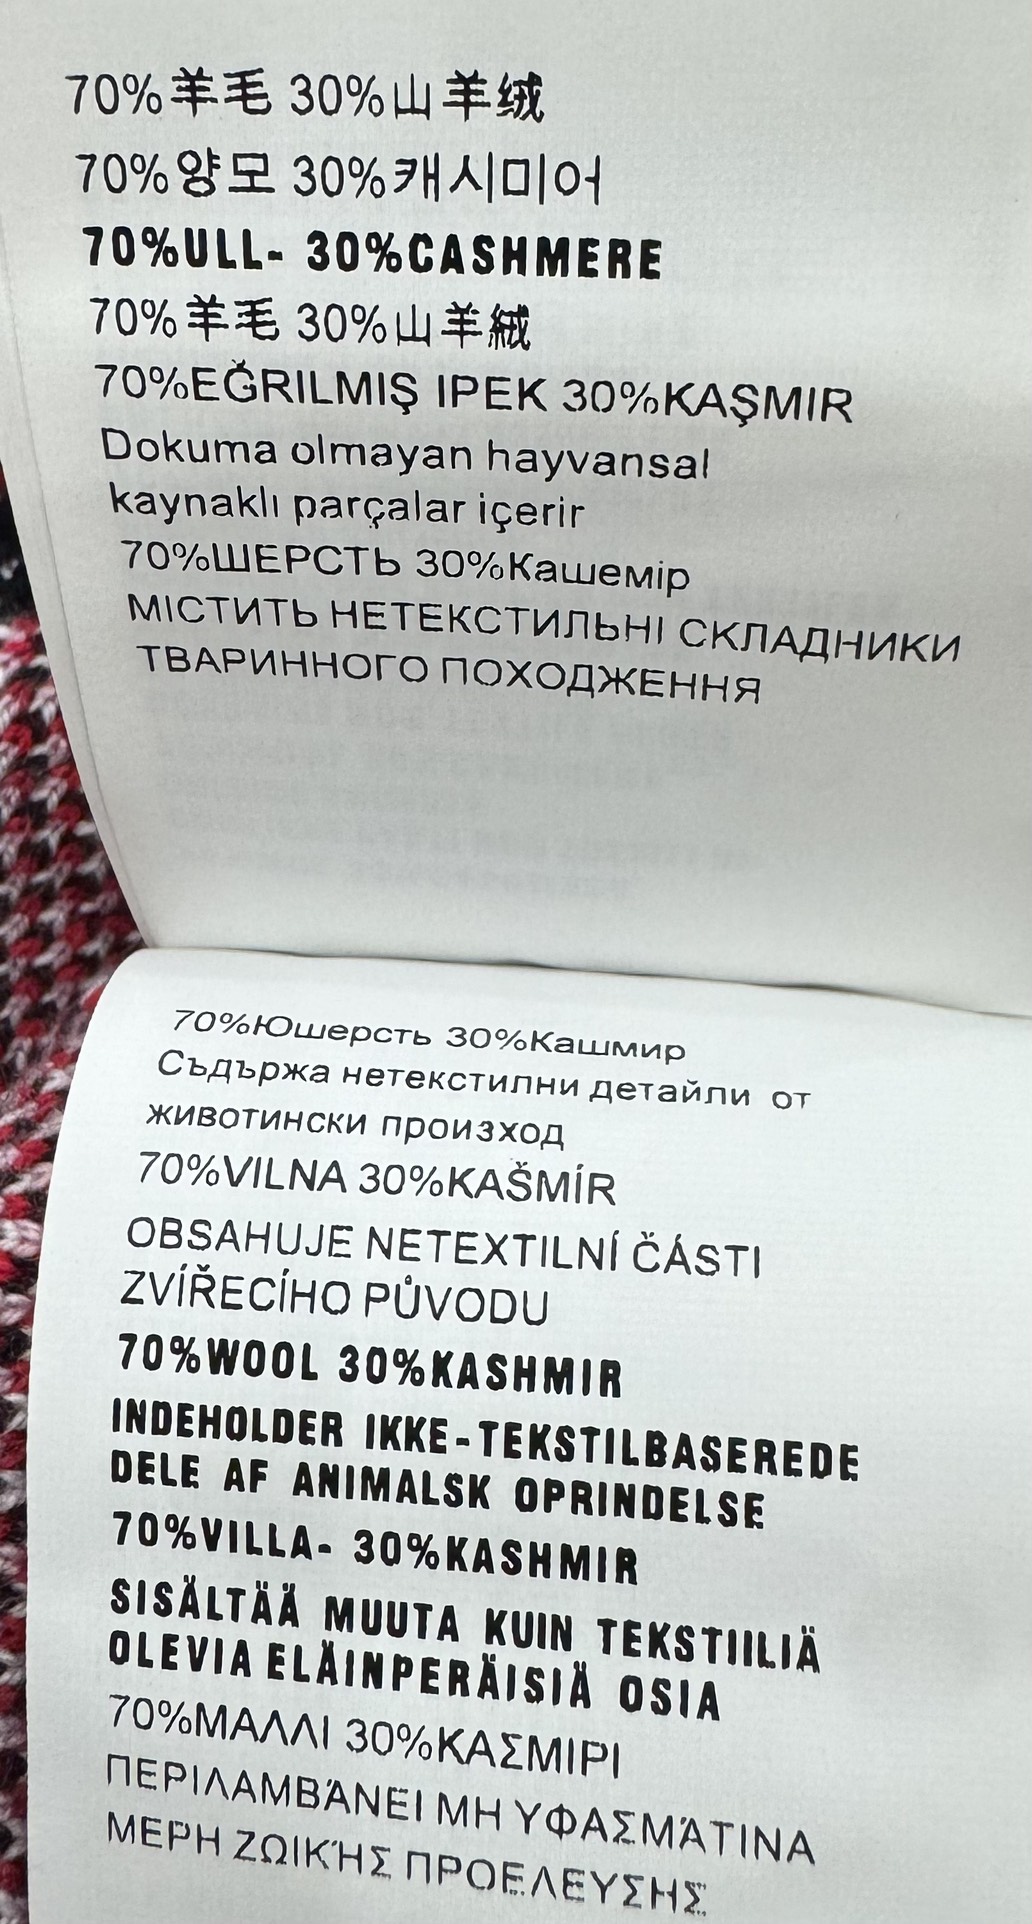 70%羊毛 30%山羊绒
70%양모 30%캐시미어
70%ULL- 30%CASHMERE
70%羊毛 30%山羊絨
70%EĞRILMIŞ IPEK 30%KAŞMIR
Dokuma olmayan hayvansal
kaynaklı parçalar içerir
70%ШЕРСТЬ 30%Кашемір
МІСТИТЬ НЕТЕКСТИЛЬНІ СКЛАДНИКИ
ТВАРИННОГО ПОХОДЖЕННЯ
70%Юшерсть 30%Кашмир
Съдържа нетекстилни детайли от
животински произход
70%VILNA 30%KAŠMÍR
OBSAHUJE NETEXTILNÍ ČÁSTI
ZVÍŘECÍHO PŮVODU
70%WOOL 30%KASHMIR
INDEHOLDER IKKE-TEKSTILBASEREDE
DELE AF ANIMALSK OPRINDELSE
70%VILLA- 30%KASHMIR
SISÄLTÄÄ MUUTA KUIN TEKSTIILIÄ
OLEVIA ELÄINPERÄISIÄ OSIA
70%ΜΑΛΛΙ 30%ΚΑΣΜΙΡΙ
ΠΕΡΙΛΑΜΒΆΝΕΙ ΜΗ ΥΦΑΣΜΆΤΙΝΑ
ΜΕΡΗ ΖΩΙΚΉΣ ΠΡΟΕΛΕΥΣΗΣ